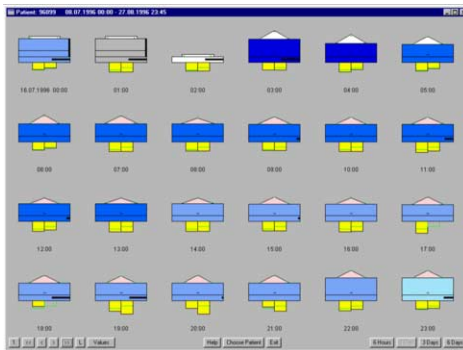 Patient: 96099 08.07.1996 00:00 - 27.08.1996 23:45
16.07.1996 00:00 01:00 02:00 03:00 04:00 05:00
06:00 07:00 08:00 09:00 10:00 11:00
12:00 13:00 14:00 15:00 16:00 17:00
18:00 19:00 20:00 21:00 22:00 23:00
L Values Help Choose Patient Exit 6 Hours 3 Days 6 Days